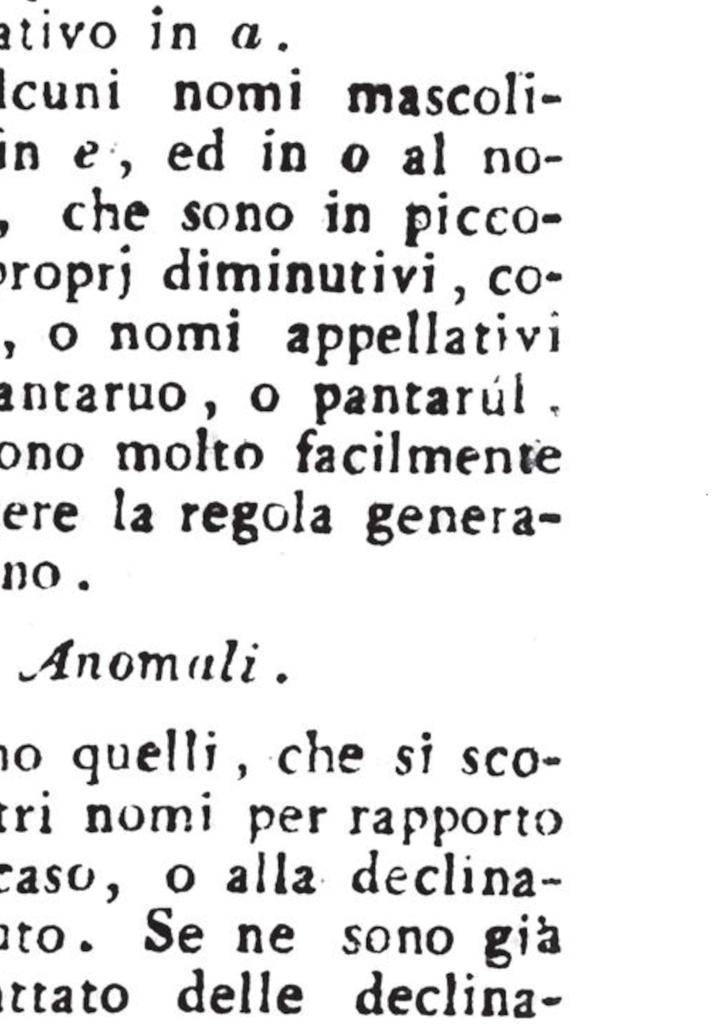 ativo in a.
lcuni nomi mascoli-
in e, ed in o al no-
, che sono in picco-
proprj diminutivi, co-
, o nomi appellativi
antaruo, o pantarúl.
ono molto facilmente
ere la regola genera-
no.
Anomali.
no quelli, che si sco-
tri nomi per rapporto
caso, o alla declina-
uto. Se ne sono già
attato delle declina-